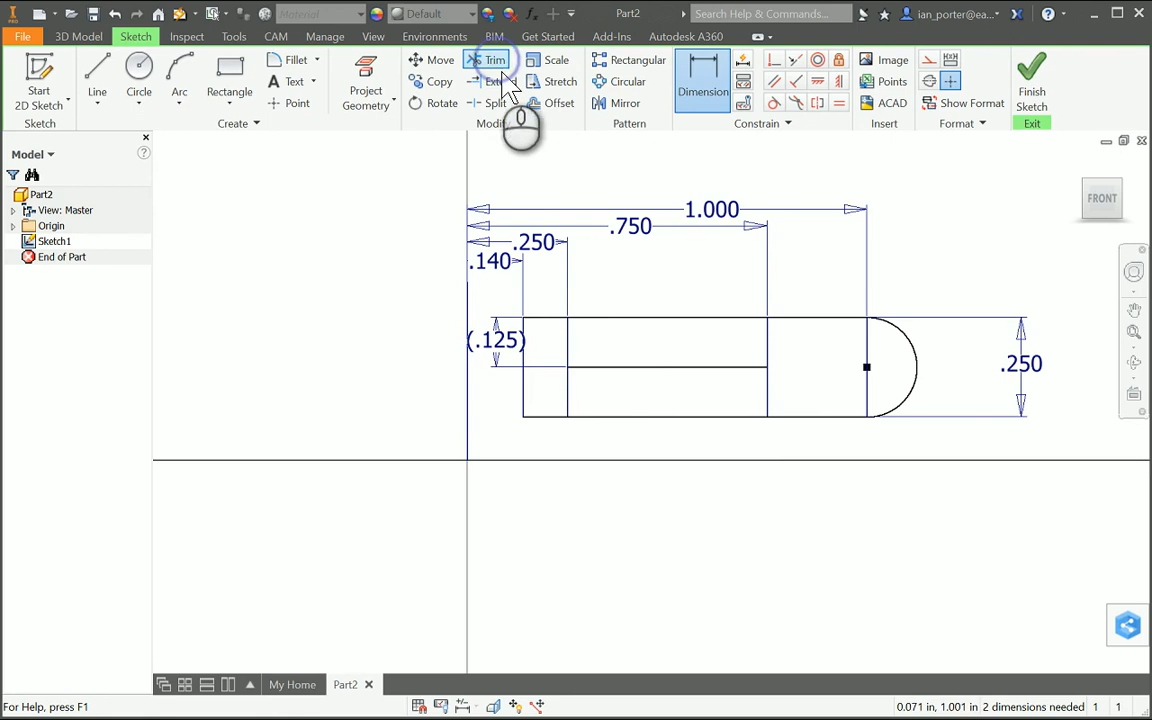 I PRO
Material
Default
Part2
Search Help & Commands...
ian_porter@ea...
File
3D Model
Sketch
Inspect
Tools
CAM
Manage
View
Environments
BIM
Get Started
Add-Ins
Autodesk A360
Start
2D Sketch
Sketch
Line
Circle
Arc
Rectangle
Fillet
Text
Point
Create
Project
Geometry
Move
Copy
Rotate
Trim
Split
Scale
Stretch
Offset
Rectangular
Circular
Mirror
Pattern
Dimension
Constrain
Image
Points
ACAD
Insert
Show Format
Format
Finish
Sketch
Exit
Model
Part2
View: Master
Origin
Sketch1
End of Part
FRONT
1.000
.750
.250
.140
(.125)
.250
My Home
Part2
For Help, press F1
0.071 in, 1.001 in 2 dimensions needed 1 1